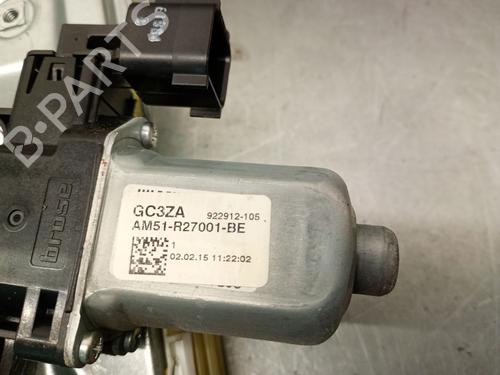 B-PARTS
brose
GC3ZA 922912-105
AM51-R27001-BE
1
02.02.15 11:22:02